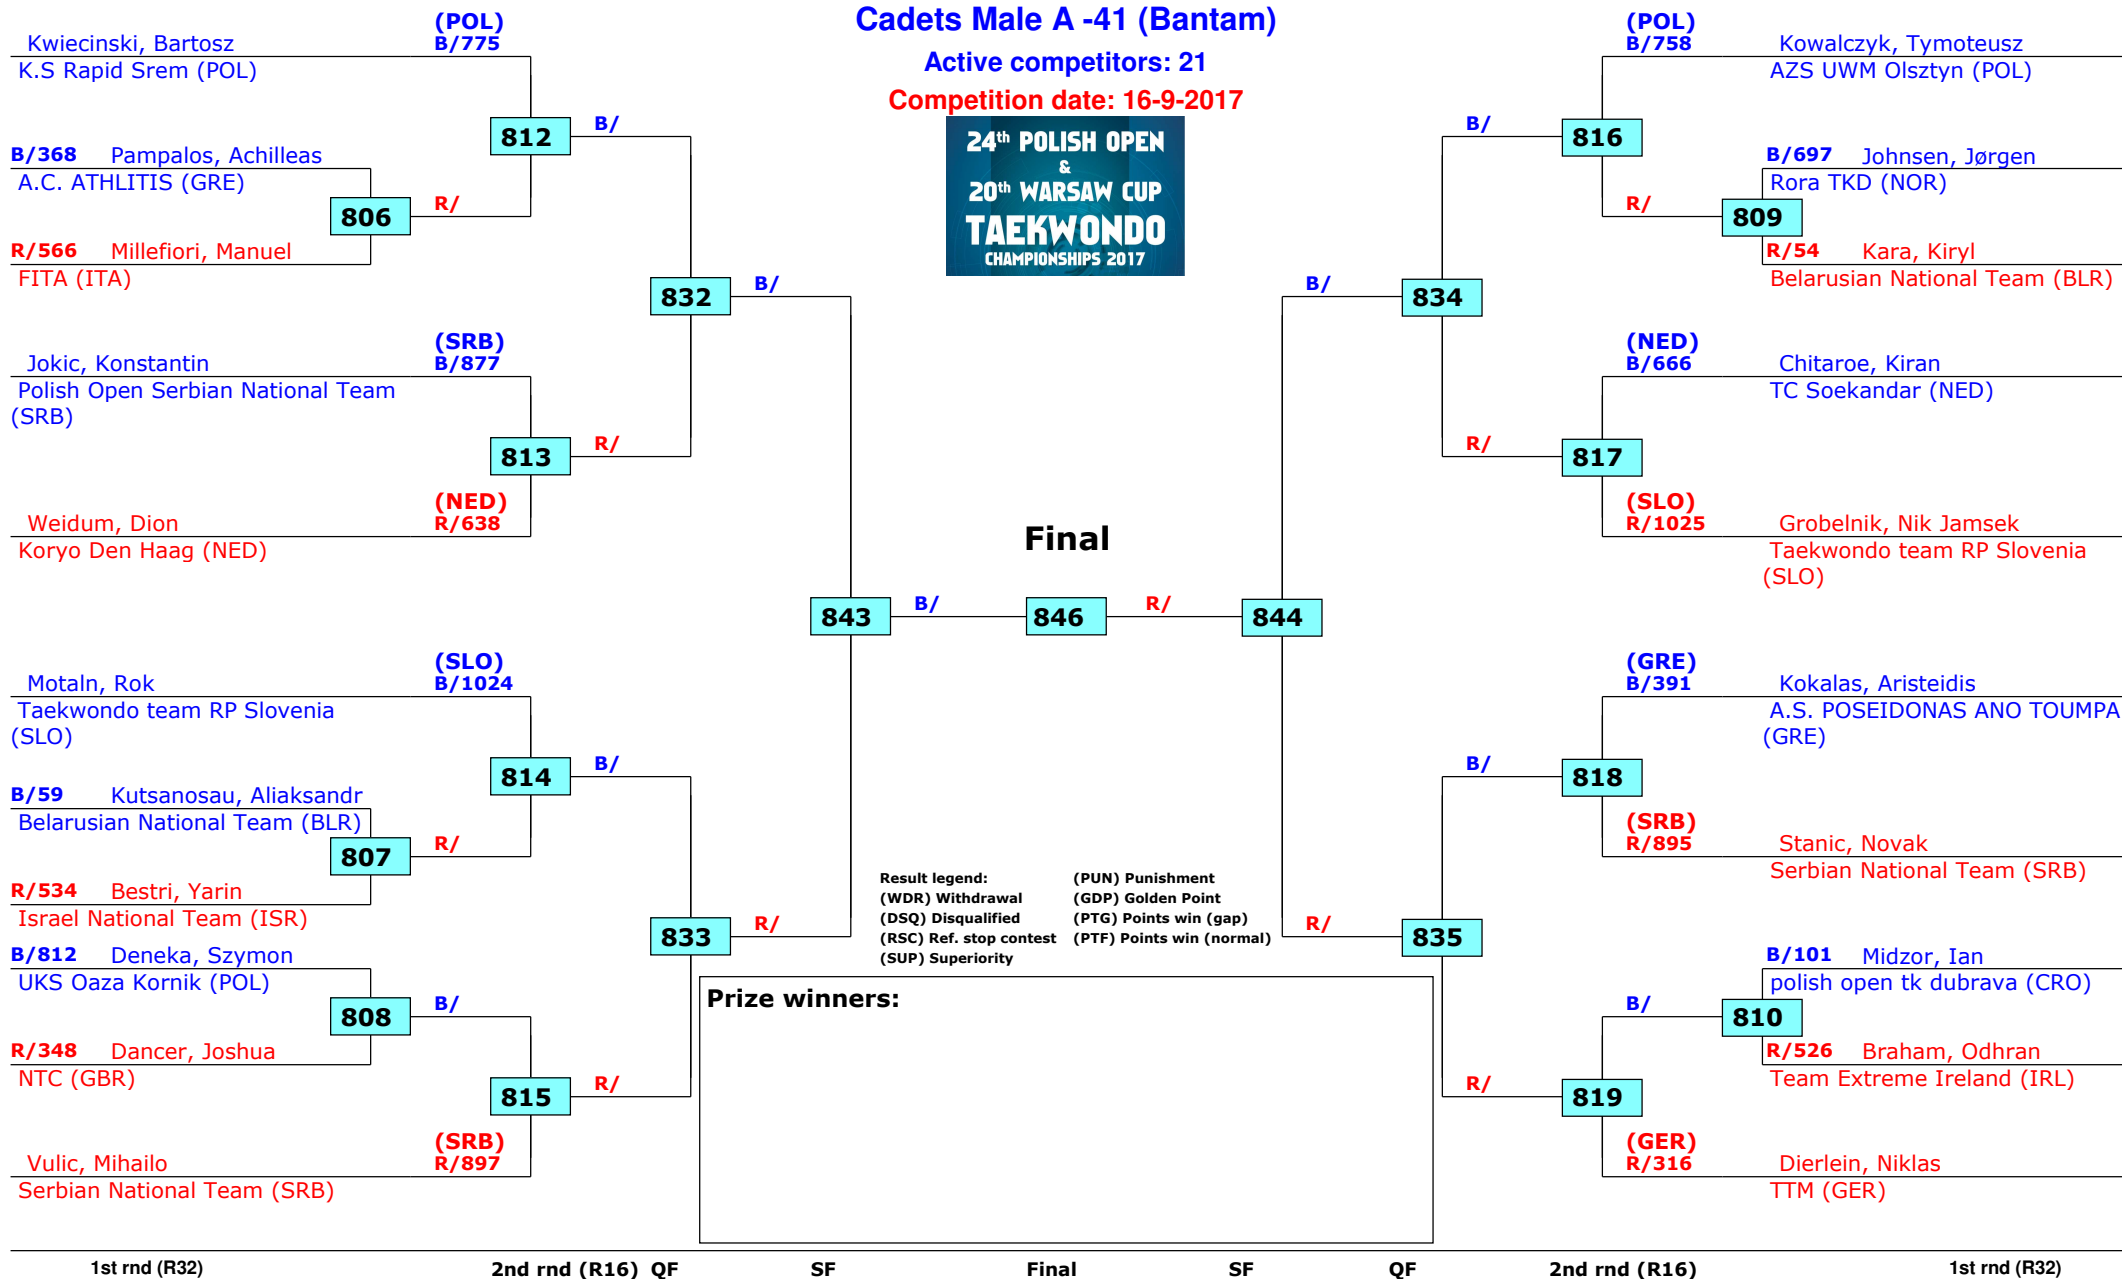 Cadets Male A -41 (Bantam)
Active competitors: 21
Competition date: 16-9-2017
24th POLISH OPEN
&
20th WARSAW CUP
TAEKWONDO
CHAMPIONSHIPS 2017
(POL)
Kwiecinski, Bartosz B/775
K.S Rapid Srem (POL)
812 B/
B/368 Pampalos, Achilleas
A.C. ATHLITIS (GRE)
806 R/
R/566 Millefiori, Manuel
FITA (ITA)
832 B/
(SRB)
Jokic, Konstantin B/877
Polish Open Serbian National Team
(SRB)
813 R/
(NED)
Weidum, Dion R/638
Koryo Den Haag (NED)
Final
843 B/ 846 R/ 844
(SLO)
Motaln, Rok B/1024
Taekwondo team RP Slovenia
(SLO)
814 B/
B/59 Kutsanosau, Aliaksandr
Belarusian National Team (BLR)
807 R/
R/534 Bestri, Yarin
Israel National Team (ISR)
833 R/
B/812 Deneka, Szymon
UKS Oaza Kornik (POL)
808 B/
R/348 Dancer, Joshua
NTC (GBR)
815 R/
(SRB)
Vulic, Mihailo R/897
Serbian National Team (SRB)
(POL)
B/758 Kowalczyk, Tymoteusz
AZS UWM Olsztyn (POL)
B/ 816
B/697 Johnsen, Jørgen
Rora TKD (NOR)
R/ 809
R/54 Kara, Kiryl
Belarusian National Team (BLR)
B/ 834
(NED)
B/666 Chitaroe, Kiran
TC Soekandar (NED)
R/ 817
(SLO)
R/1025 Grobelnik, Nik Jamsek
Taekwondo team RP Slovenia
(SLO)
(GRE)
B/391 Kokalas, Aristeidis
A.S. POSEIDONAS ANO TOUMPA
(GRE)
B/ 818
(SRB)
R/895 Stanic, Novak
Serbian National Team (SRB)
R/ 835
B/101 Midzor, Ian
polish open tk dubrava (CRO)
B/ 810
R/526 Braham, Odhran
Team Extreme Ireland (IRL)
R/ 819
(GER)
R/316 Dierlein, Niklas
TTM (GER)
Result legend: (PUN) Punishment
(WDR) Withdrawal (GDP) Golden Point
(DSQ) Disqualified (PTG) Points win (gap)
(RSC) Ref. stop contest (PTF) Points win (normal)
(SUP) Superiority
Prize winners:
1st rnd (R32) 2nd rnd (R16) QF SF Final SF QF 2nd rnd (R16) 1st rnd (R32)